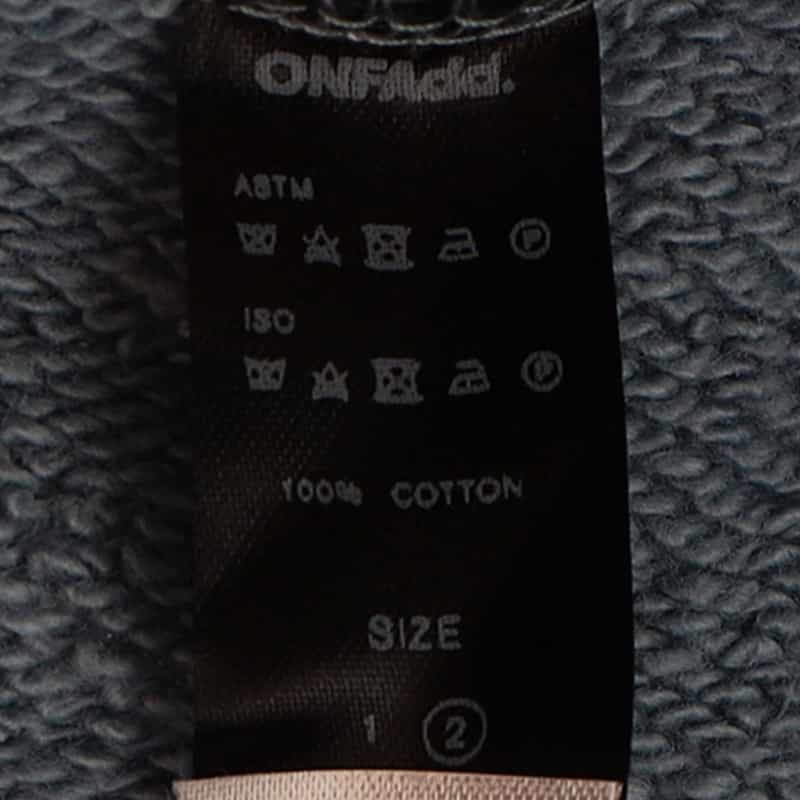 ONFAdd.
ASTM
P
ISO
P
100% COTTON
SIZE
1 2